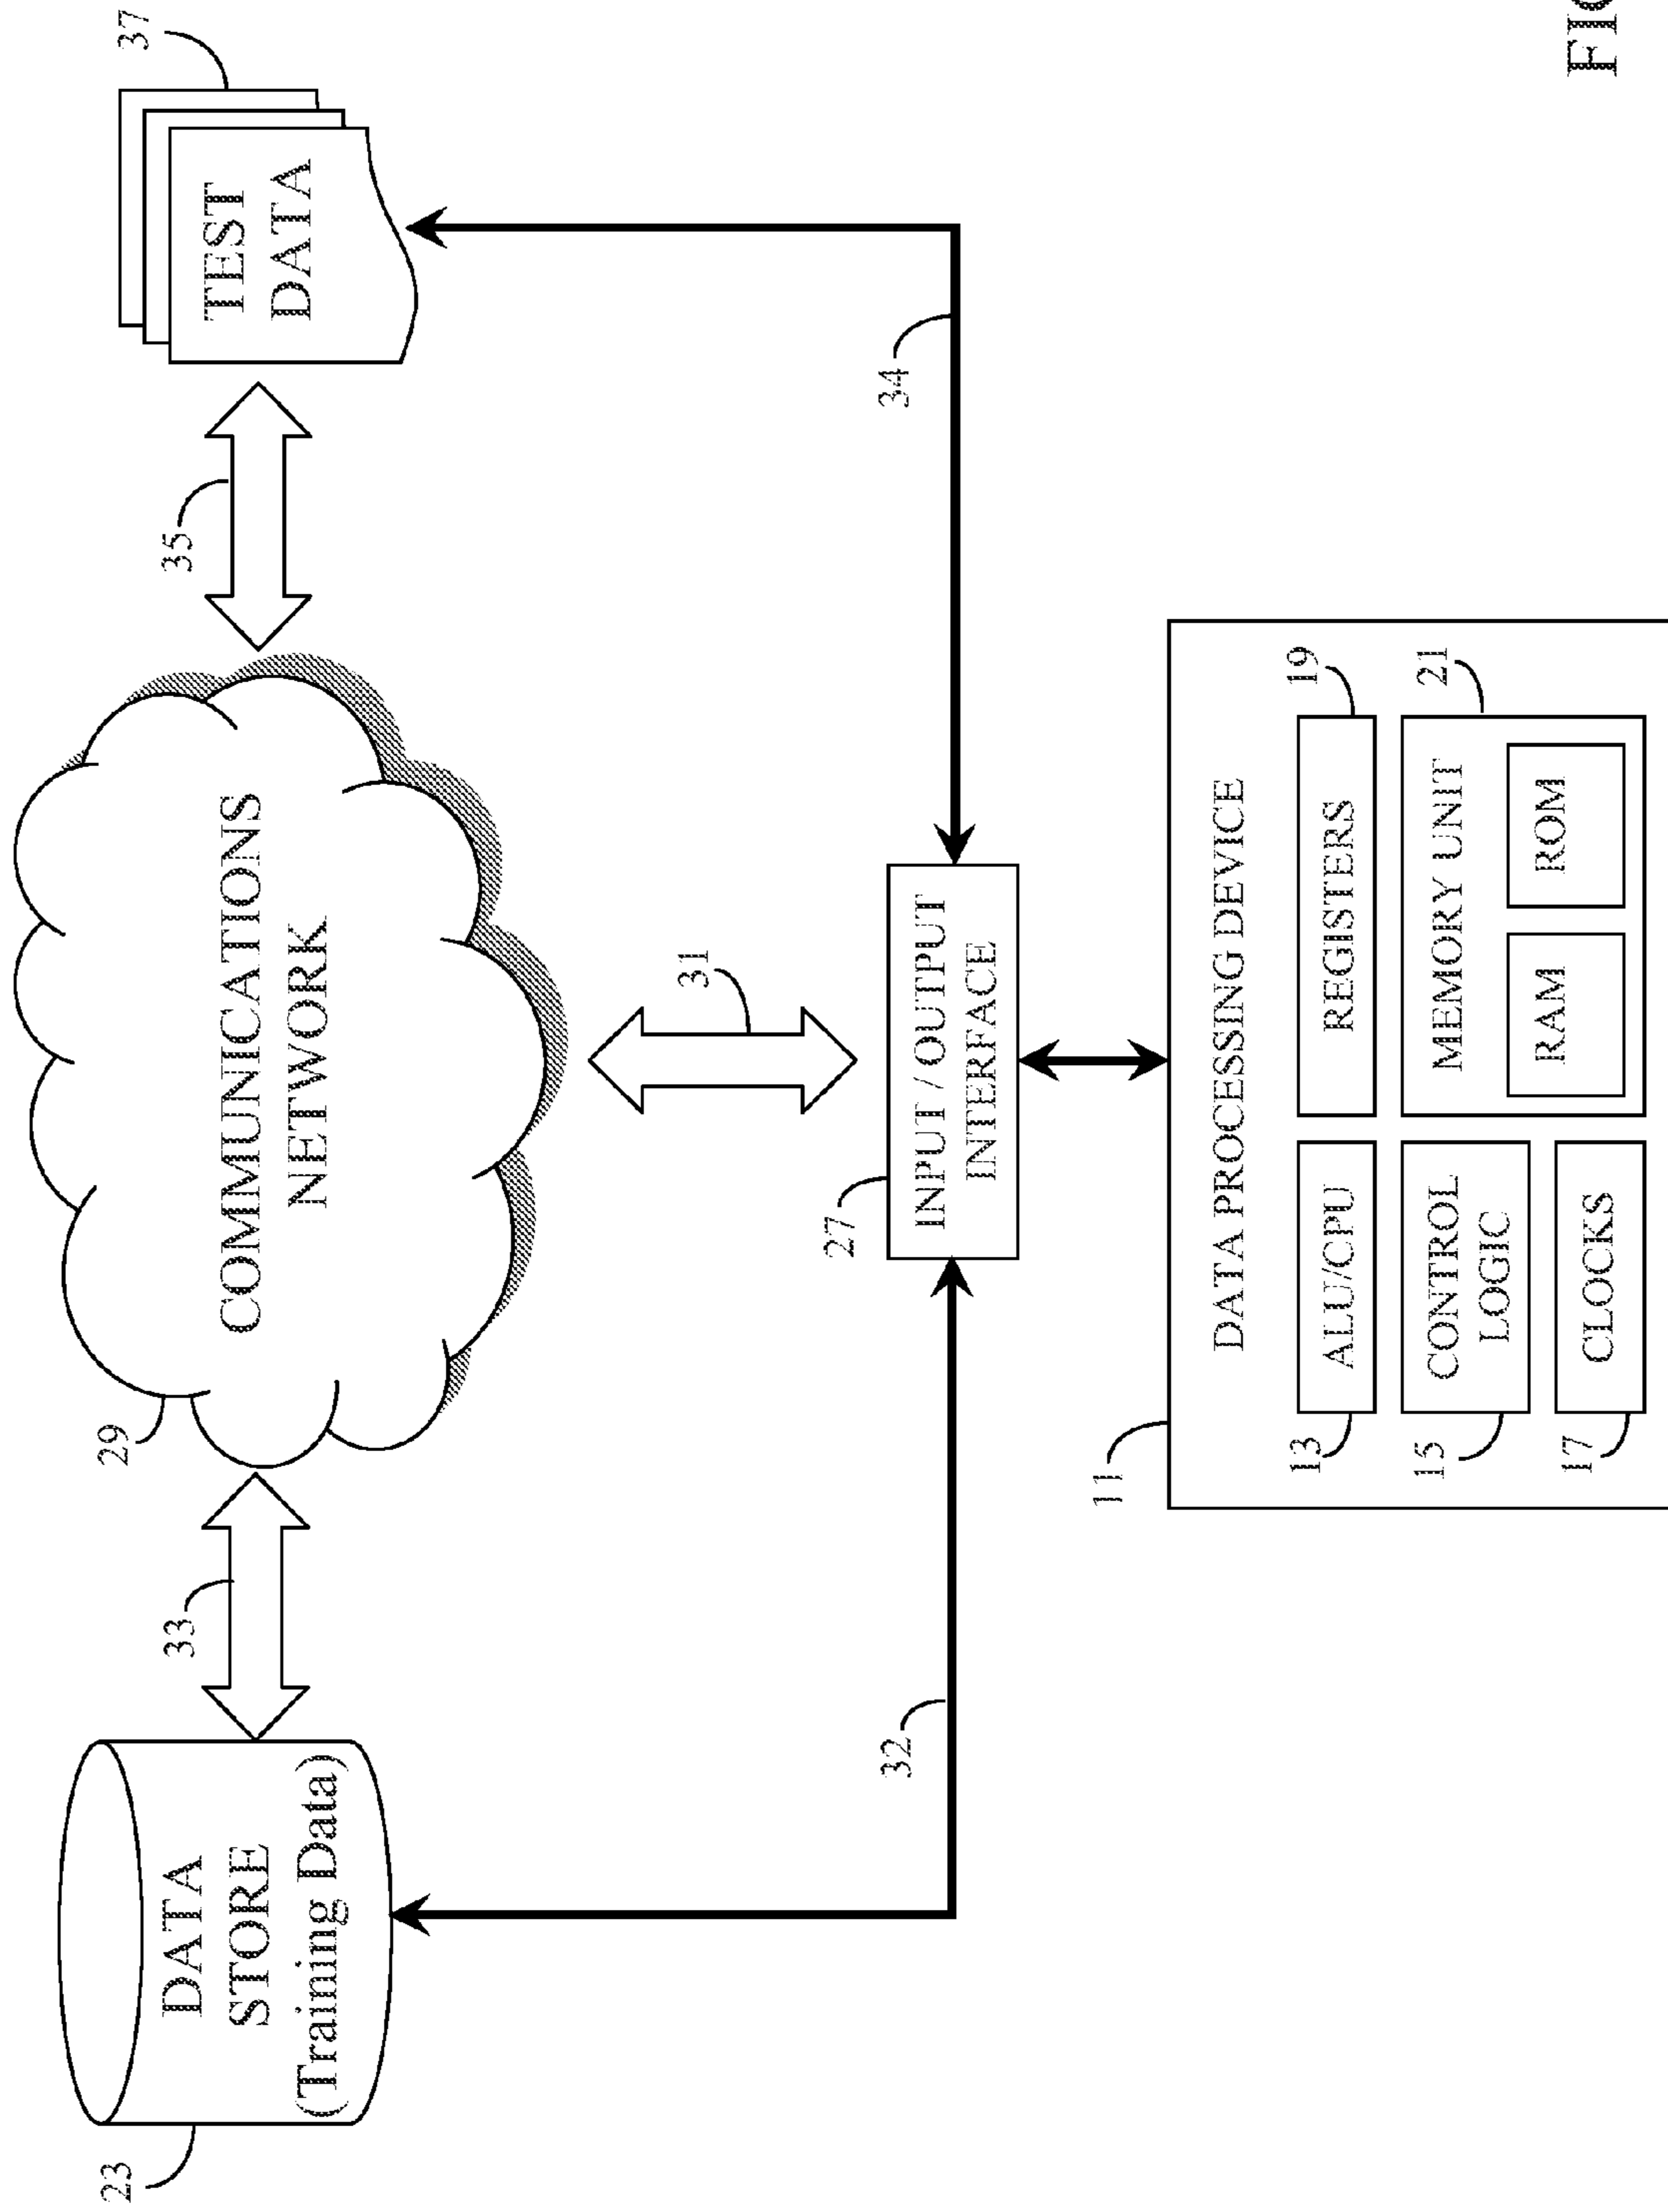 23
DATA
STORE
(Training Data)
33
29
COMMUNICATIONS
NETWORK
35
37
TEST
DATA
31
32
34
27
INPUT / OUTPUT
INTERFACE
11
DATA PROCESSING DEVICE
13
ALU/CPU
REGISTERS
19
15
CONTROL
LOGIC
MEMORY UNIT
21
RAM
ROM
17
CLOCKS